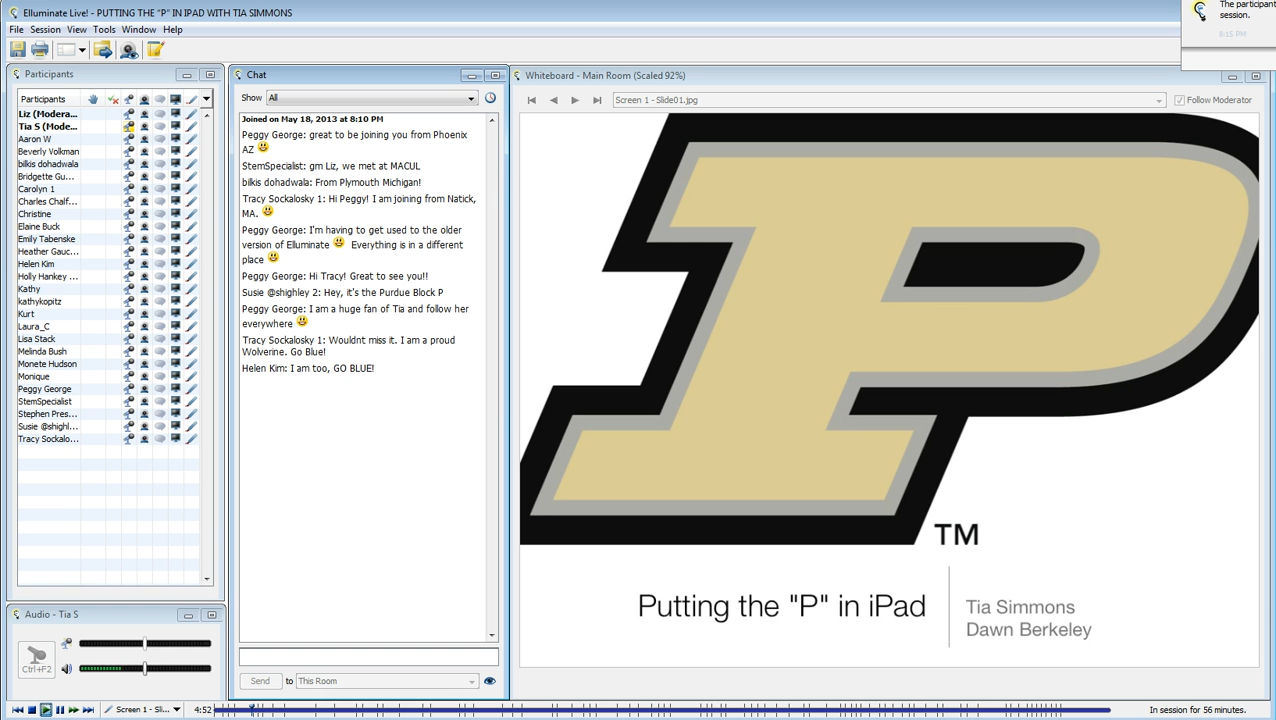 Elluminate Live! - PUTTING THE "P" IN IPAD WITH TIA SIMMONS
The participant
session.
8:15 PM
File Session View Tools Window Help
Participants
Participants
Liz (Modera...
Tia S (Mode...
Aaron W
Beverly Volkman
bilkis dohadwala
Bridgette Gu...
Carolyn 1
Charles Chalf...
Christine
Elaine Buck
Emily Tabenske
Heather Gauc...
Helen Kim
Holly Hankey ...
Kathy
kathykopitz
Kurt
Laura_C
Lisa Stack
Melinda Bush
Monete Hudson
Monique
Peggy George
StemSpecialist
Stephen Pres...
Susie @shighl...
Tracy Sockalo...
Audio - Tia S
Ctrl+F2
Chat
Show All
Joined on May 18, 2013 at 8:10 PM
Peggy George: great to be joining you from Phoenix
AZ
StemSpecialist: gm Liz, we met at MACUL
bilkis dohadwala: From Plymouth Michigan!
Tracy Sockalosky 1: Hi Peggy! I am joining from Natick,
MA.
Peggy George: I'm having to get used to the older
version of Elluminate Everything is in a different
place
Peggy George: Hi Tracy! Great to see you!!
Susie @shighley 2: Hey, it's the Purdue Block P
Peggy George: I am a huge fan of Tia and follow her
everywhere
Tracy Sockalosky 1: Wouldnt miss it. I am a proud
Wolverine. Go Blue!
Helen Kim: I am too, GO BLUE!
Send to This Room
Whiteboard - Main Room (Scaled 92%)
Screen 1 - Slide01.jpg
Follow Moderator
P
TM
Putting the "P" in iPad
Tia Simmons
Dawn Berkeley
Screen 1 - Sli...
4:52
In session for 56 minutes.